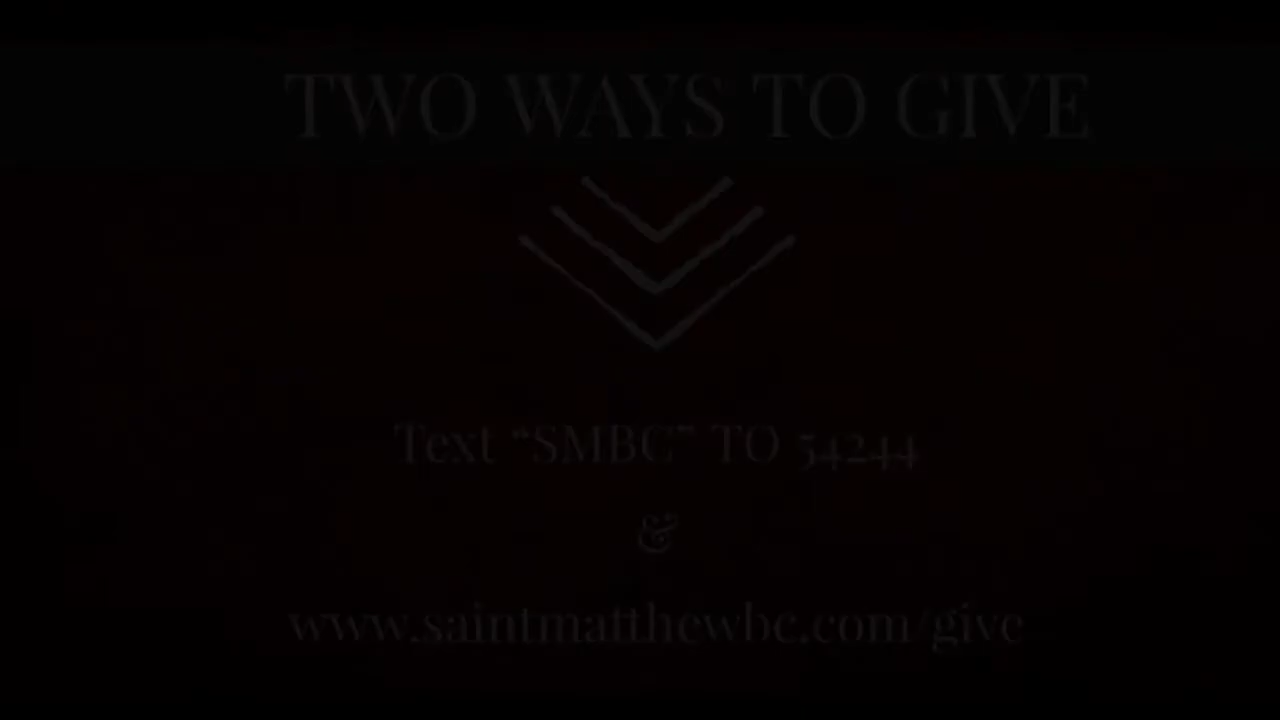 TWO WAYS TO GIVE
Text “SMBC” TO 54244
&
www.saintmatthewbc.com/give